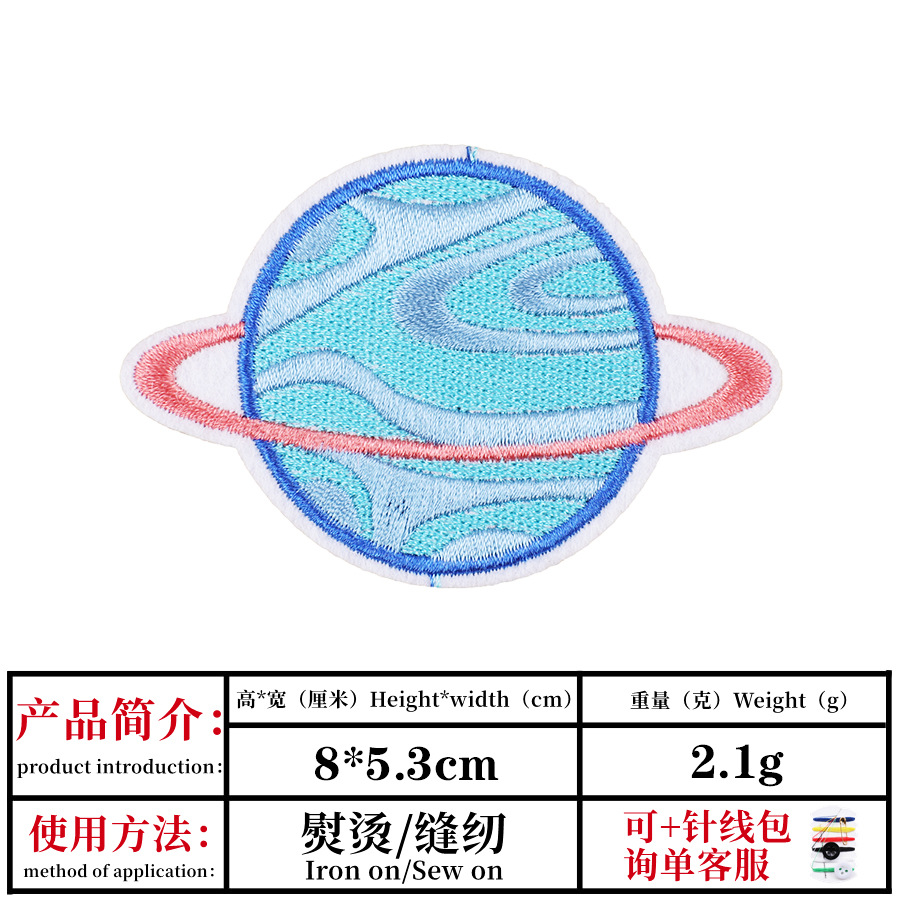 产品简介：
product introduction：
高*宽（厘米）Height*width（cm）
重量（克）Weight（g）
8*5.3cm
2.1g
使用方法：
method of application：
熨烫/缝纫
Iron on/Sew on
可+针线包
询单客服